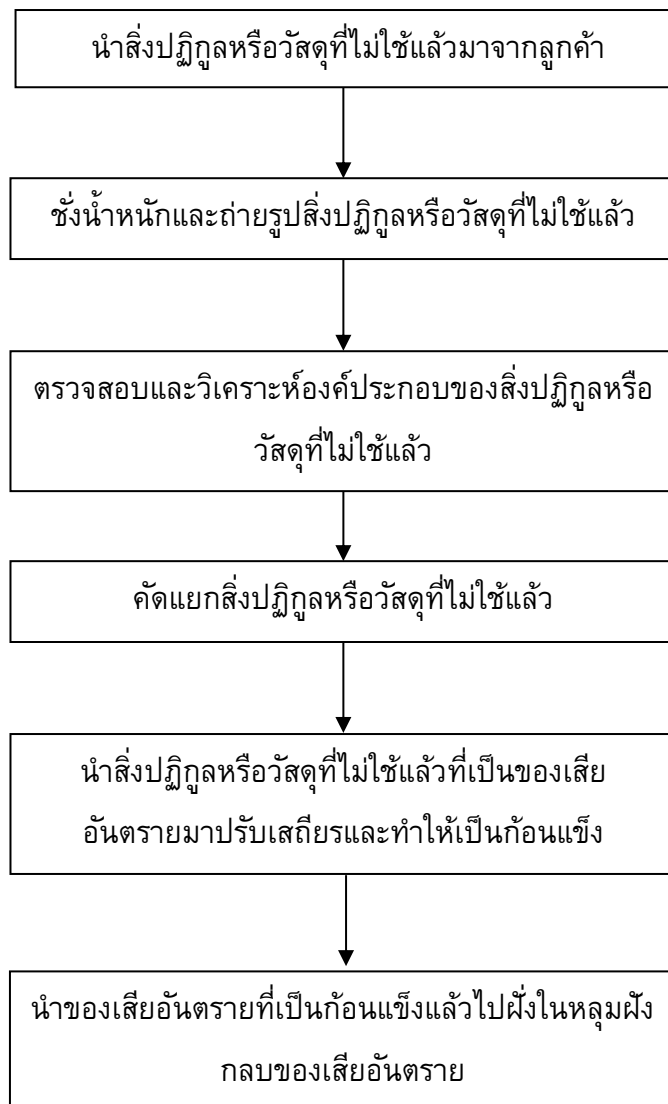 นำสิ่งปฏิกูลหรือวัสดุที่ไม่ใช้แล้วมาจากลูกค้า
ชั่งน้ำหนักและถ่ายรูปสิ่งปฏิกูลหรือวัสดุที่ไม่ใช้แล้ว
ตรวจสอบและวิเคราะห์องค์ประกอบของสิ่งปฏิกูลหรือ
วัสดุที่ไม่ใช้แล้ว
คัดแยกสิ่งปฏิกูลหรือวัสดุที่ไม่ใช้แล้ว
นำสิ่งปฏิกูลหรือวัสดุที่ไม่ใช้แล้วที่เป็นของเสีย
อันตรายมาปรับเสถียรและทำให้เป็นก้อนแข็ง
นำของเสียอันตรายที่เป็นก้อนแข็งแล้วไปฝั่งในหลุมฝัง
กลบของเสียอันตราย